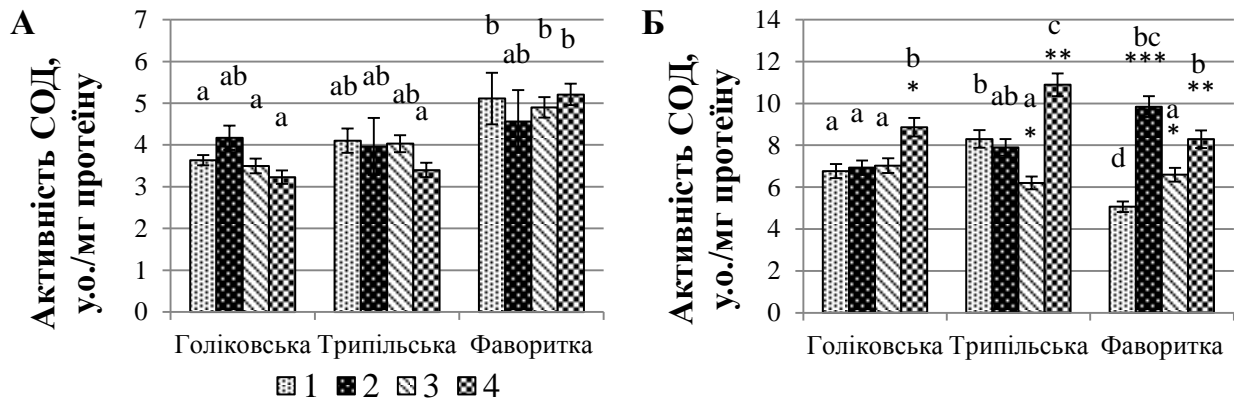 А
Активність СОД,
у.о./мг протеїну
7
6
5
4
3
2
1
0
a
ab
a
a
ab
ab
ab
a
b
ab
b
b
Голіковська Трипільська Фаворитка
1 2 3 4
Б
Активність СОД,
у.о./мг протеїну
14
12
10
8
6
4
2
0
a
a
a
b
*
b
ab
a
*
c
**
d
bc
***
a
*
b
**
Голіковська Трипільська Фаворитка